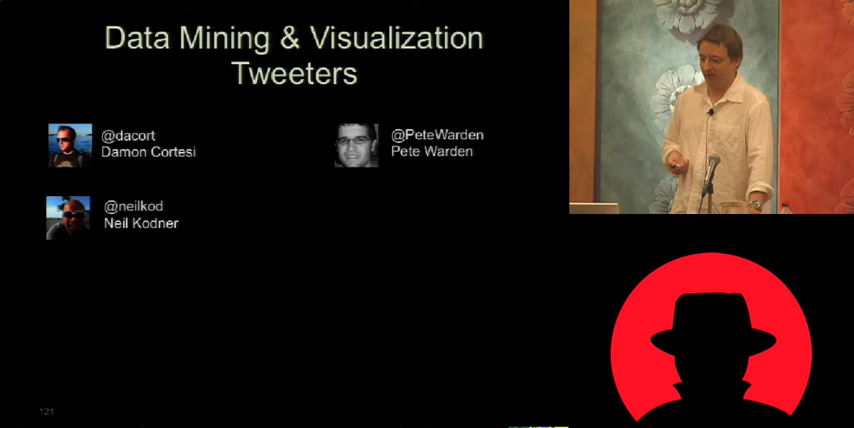 Data Mining & Visualization
Tweeters
@dacort
Damon Cortesi
@PeteWarden
Pete Warden
@neilkod
Neil Kodner
121